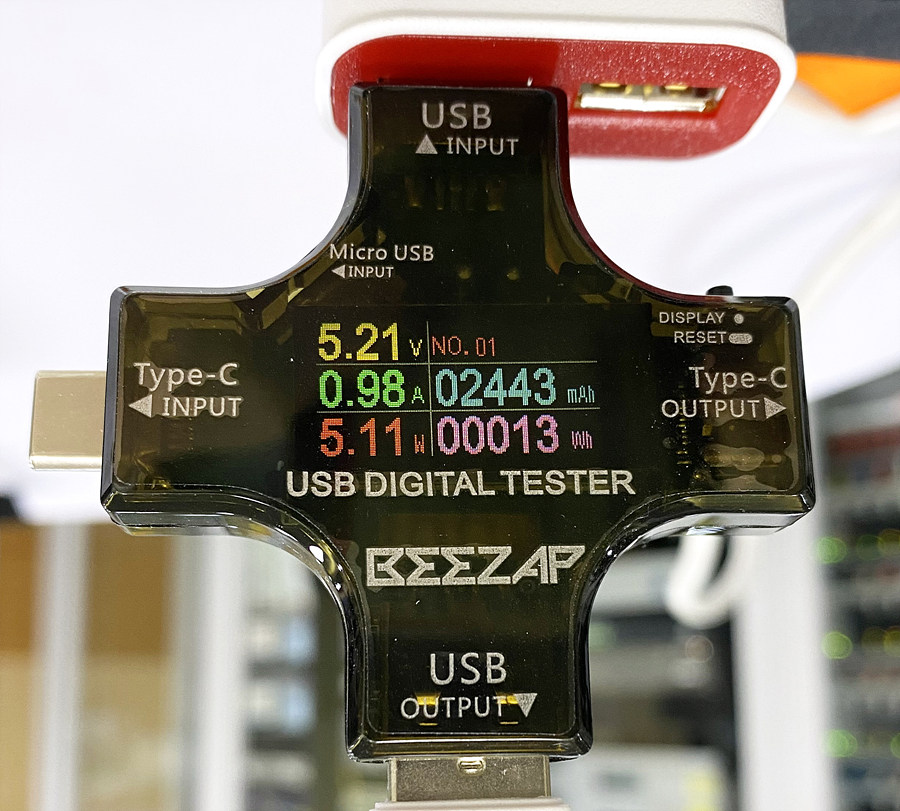 USB
▲ INPUT
Micro USB
◀ INPUT
DISPLAY
RESET
5.21 V NO. 01
0.98 A 02443 mAh
5.11 W 00013 Wh
Type-C
◀ INPUT
Type-C
OUTPUT ▶
USB DIGITAL TESTER
BEEZAP
USB
OUTPUT ▼